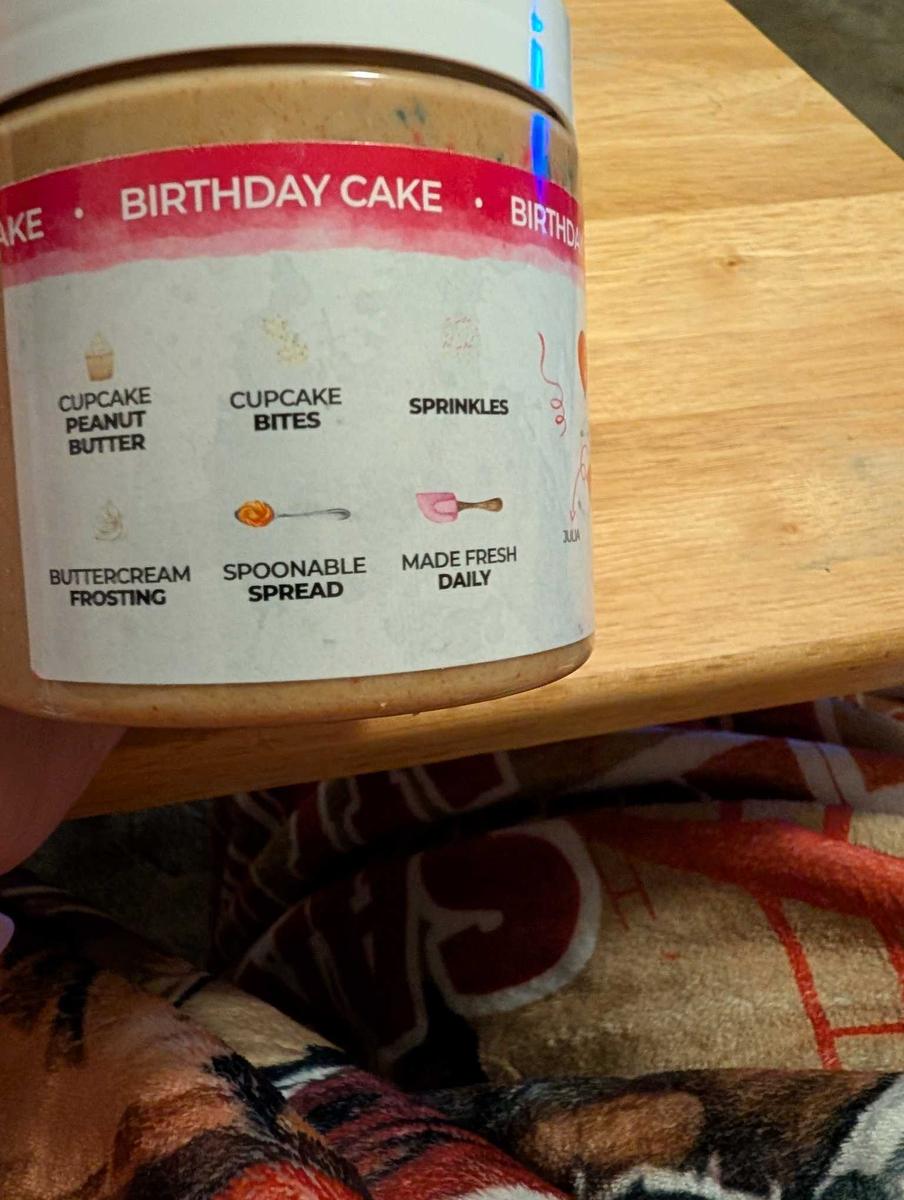 AKE • BIRTHDAY CAKE • BIRTHDA
CUPCAKE
PEANUT
BUTTER
CUPCAKE
BITES
SPRINKLES
BUTTERCREAM
FROSTING
SPOONABLE
SPREAD
MADE FRESH
DAILY
JULIA